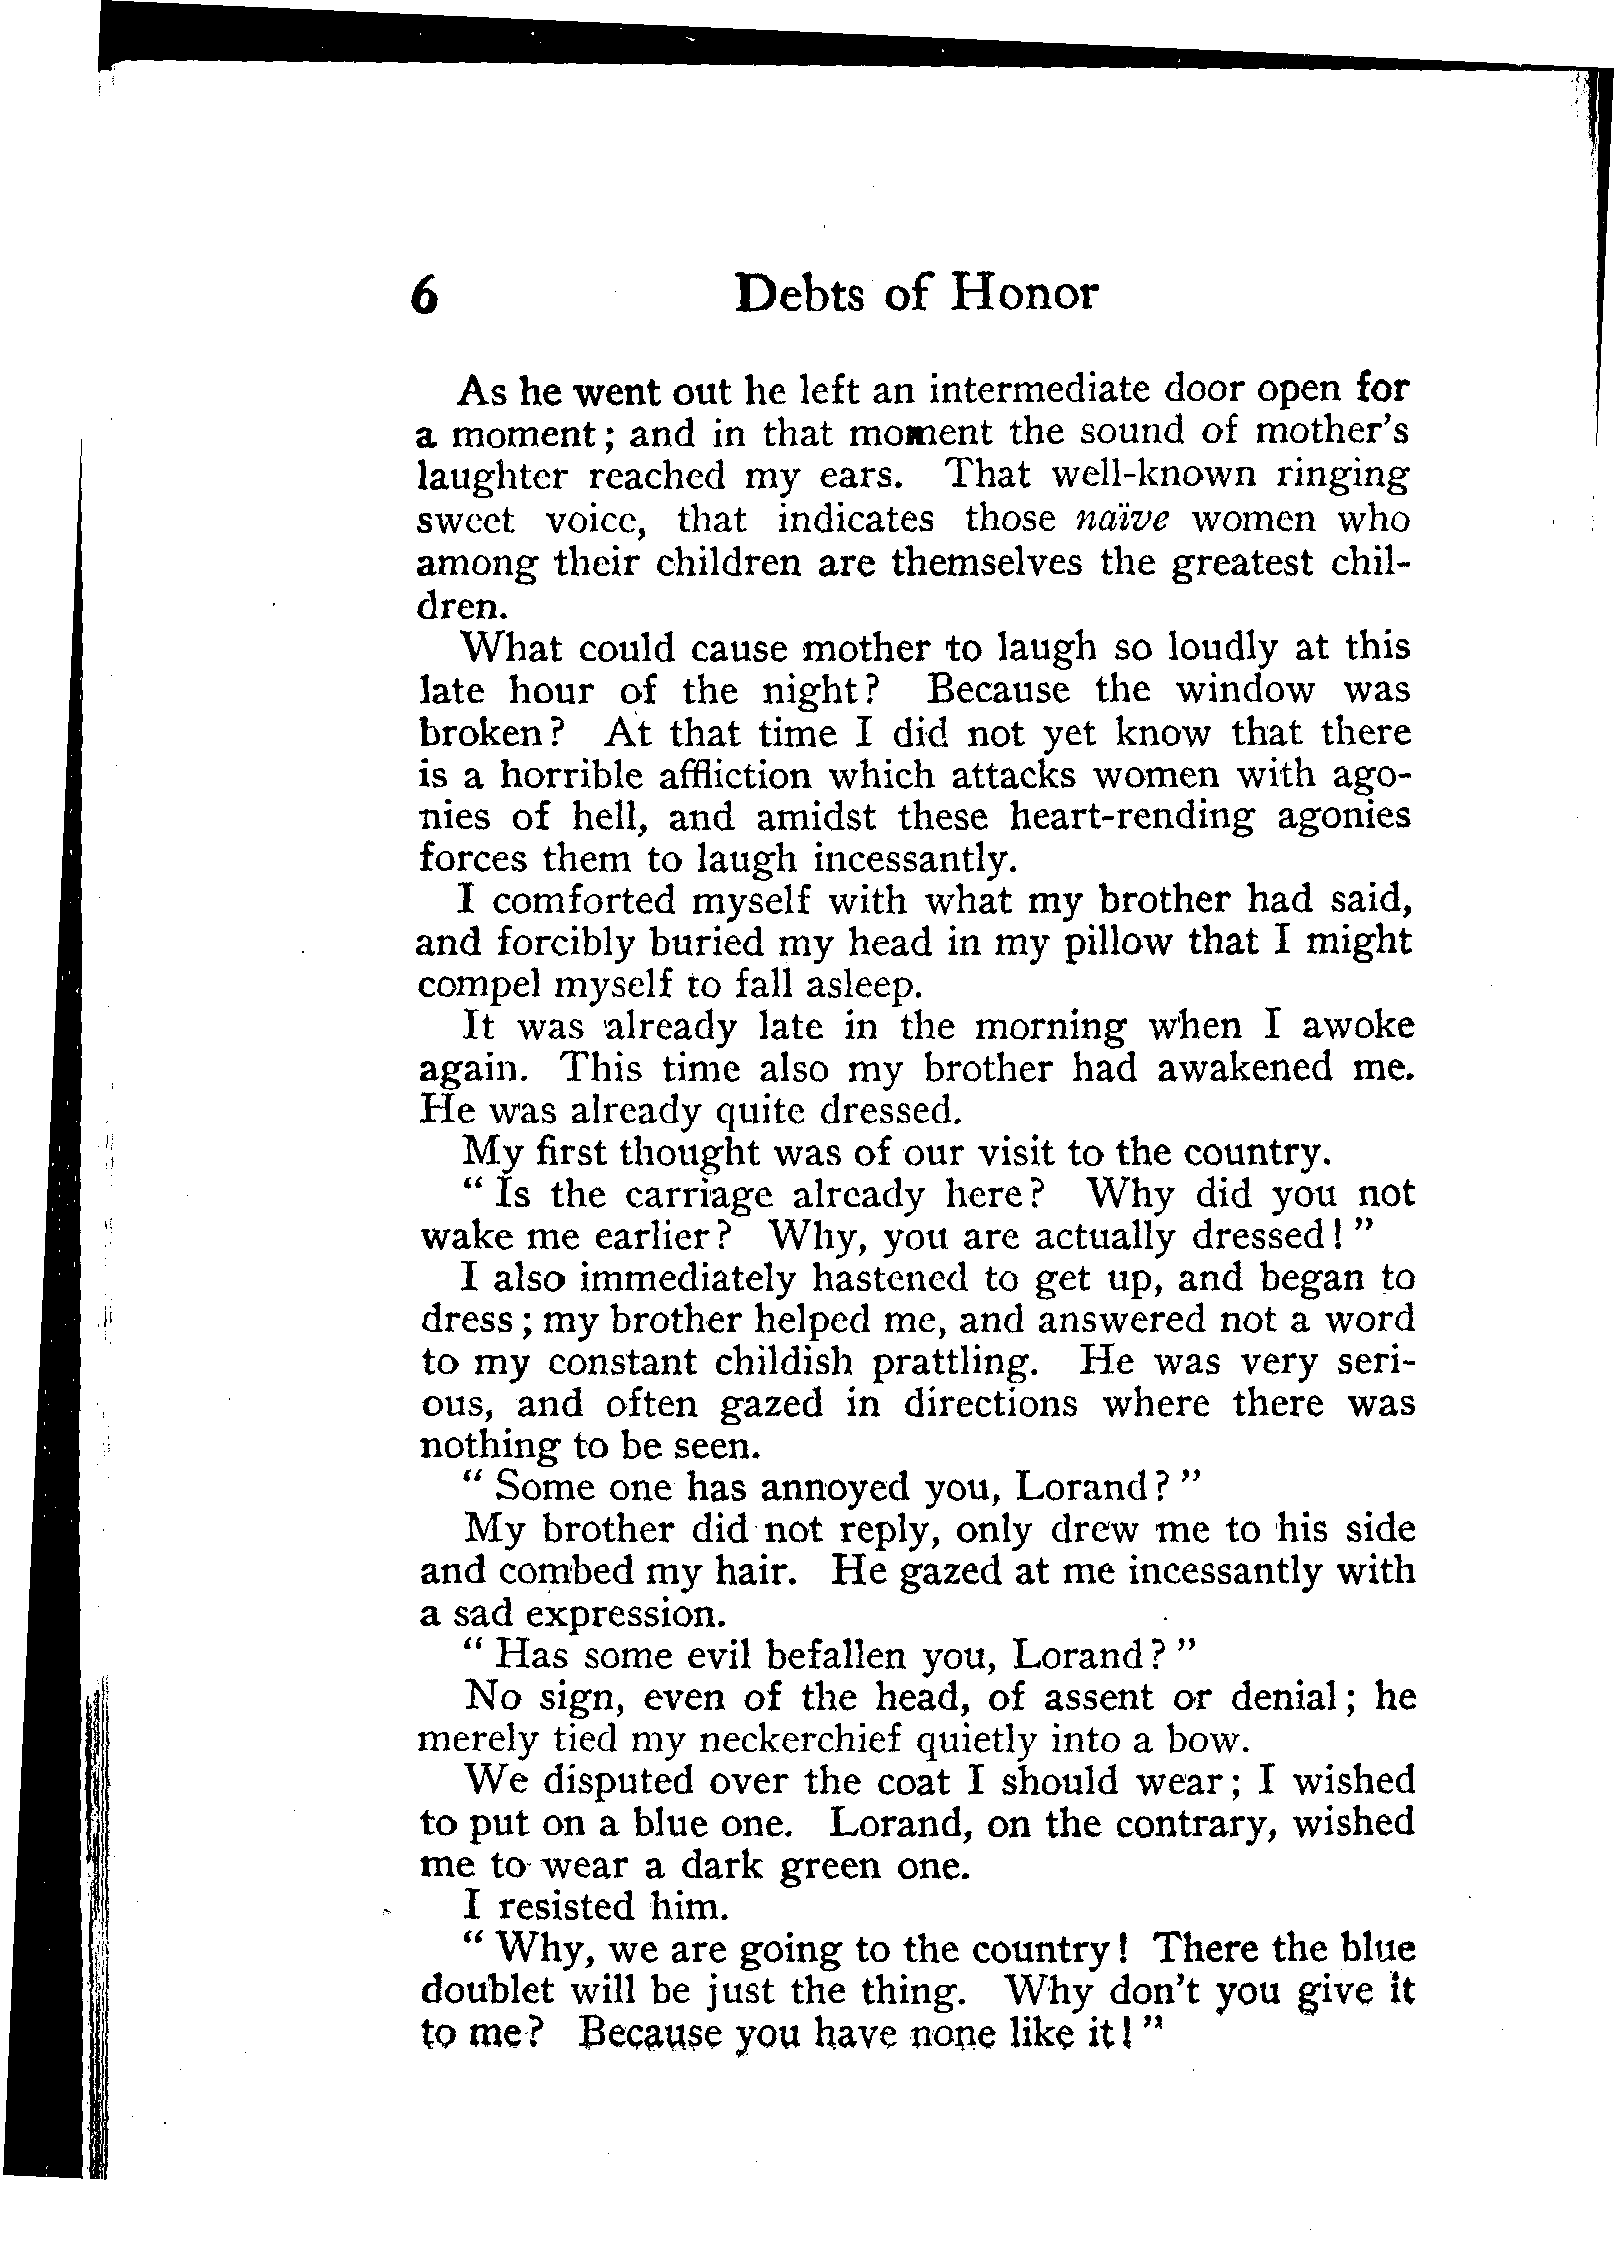 6 Debts of Honor
As he went out he left an intermediate door open for
a moment; and in that moment the sound of mother's
laughter reached my ears. That well-known ringing
sweet voice, that indicates those naïve women who
among their children are themselves the greatest chil-
dren.
What could cause mother to laugh so loudly at this
late hour of the night? Because the window was
broken? At that time I did not yet know that there
is a horrible affliction which attacks women with ago-
nies of hell, and amidst these heart-rending agonies
forces them to laugh incessantly.
I comforted myself with what my brother had said,
and forcibly buried my head in my pillow that I might
compel myself to fall asleep.
It was already late in the morning when I awoke
again. This time also my brother had awakened me.
He was already quite dressed.
My first thought was of our visit to the country.
" Is the carriage already here? Why did you not
wake me earlier? Why, you are actually dressed! "
I also immediately hastened to get up, and began to
dress; my brother helped me, and answered not a word
to my constant childish prattling. He was very seri-
ous, and often gazed in directions where there was
nothing to be seen.
" Some one has annoyed you, Lorand? "
My brother did not reply, only drew me to his side
and combed my hair. He gazed at me incessantly with
a sad expression.
" Has some evil befallen you, Lorand? "
No sign, even of the head, of assent or denial; he
merely tied my neckerchief quietly into a bow.
We disputed over the coat I should wear; I wished
to put on a blue one. Lorand, on the contrary, wished
me to wear a dark green one.
I resisted him.
" Why, we are going to the country! There the blue
doublet will be just the thing. Why don't you give it
to me? Because you have none like it! "